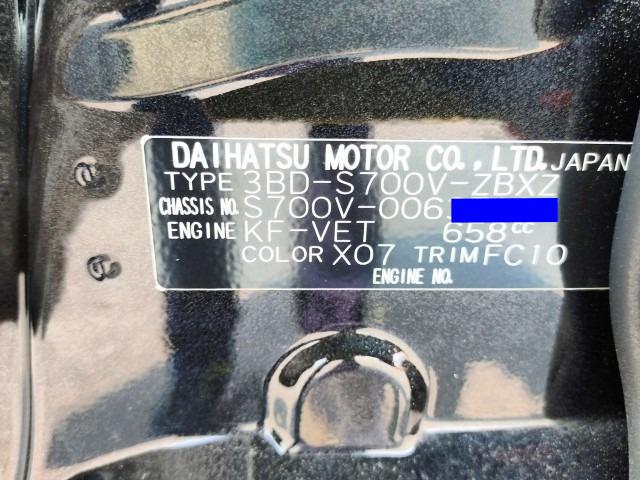 DAIHATSU MOTOR CO., LTD. JAPAN
TYPE 3BD-S700V-ZBXZ
CHASSIS NO. S700V-006
ENGINE KF-VET 658cc
COLOR X07 TRIM FC10
ENGINE NO.